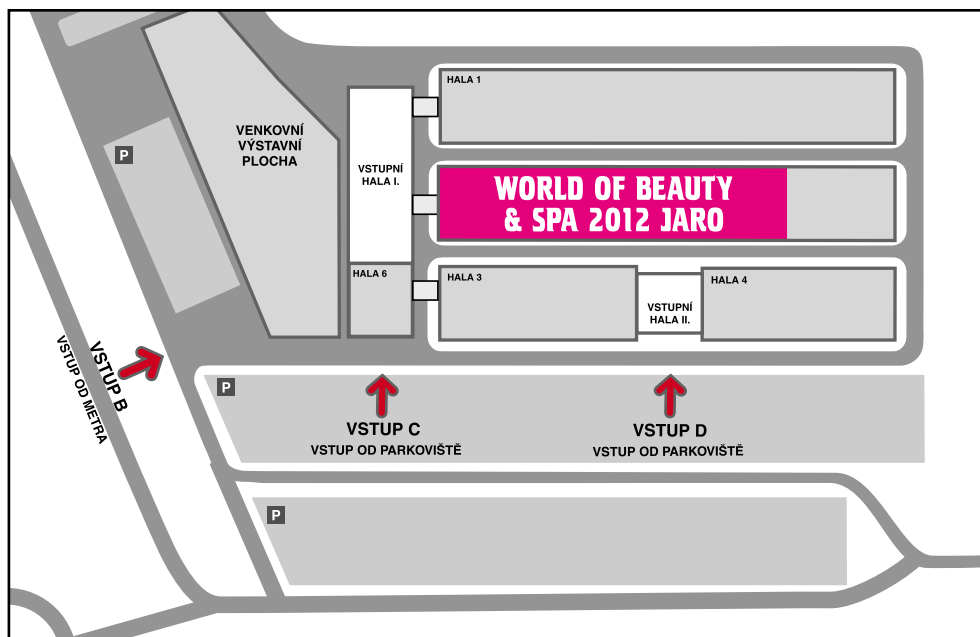 HALA 1
P
VENKOVNÍ
VÝSTAVNÍ
PLOCHA
VSTUPNÍ
HALA I.
WORLD OF BEAUTY
& SPA 2012 JARO
HALA 6
HALA 3
VSTUPNÍ
HALA II.
HALA 4
VSTUP B
VSTUP OD METRA
P
VSTUP C
VSTUP OD PARKOVIŠTĚ
VSTUP D
VSTUP OD PARKOVIŠTĚ
P